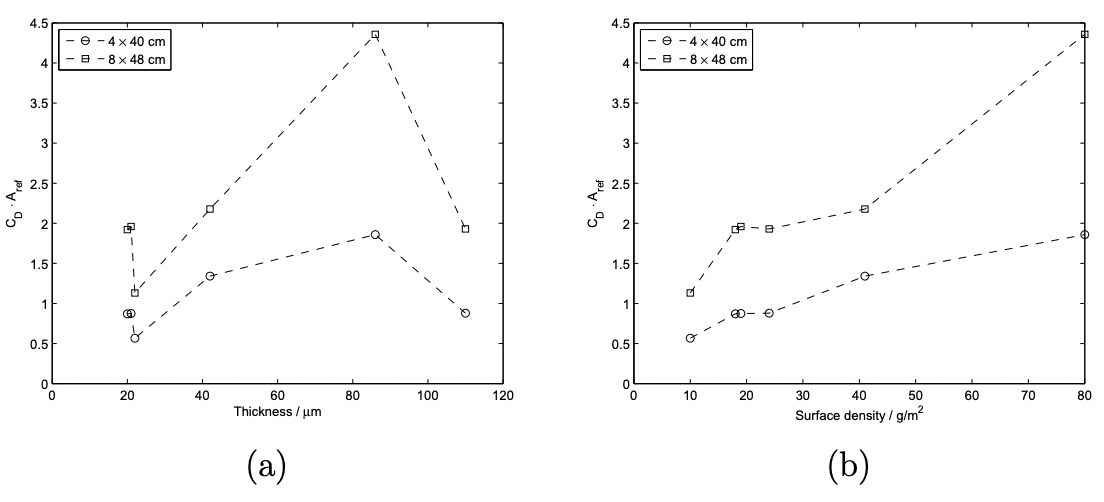 4.5
4
3.5
3
2.5
2
1.5
1
0.5
0
C_D · A_ref
4 × 40 cm
8 × 48 cm
0 20 40 60 80 100 120
Thickness / μm
(a)
4.5
4
3.5
3
2.5
2
1.5
1
0.5
0
C_D · A_ref
4 × 40 cm
8 × 48 cm
0 10 20 30 40 50 60 70 80
Surface density / g/m²
(b)